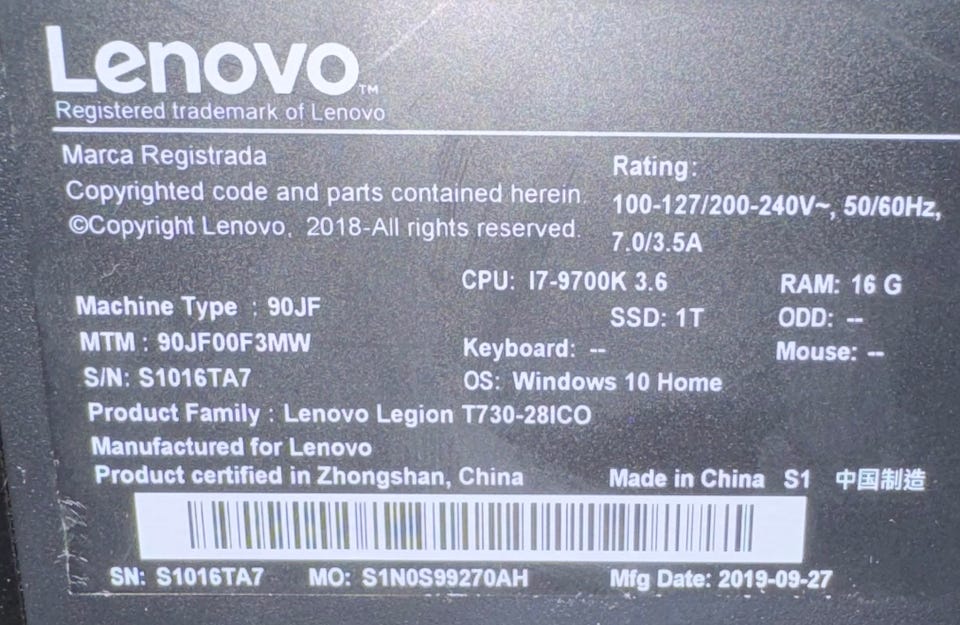 Lenovo™
Registered trademark of Lenovo
Marca Registrada
Copyrighted code and parts contained herein.
©Copyright Lenovo, 2018-All rights reserved.
Rating:
100-127/200-240V~, 50/60Hz,
7.0/3.5A
CPU: I7-9700K 3.6
RAM: 16 G
Machine Type : 90JF
SSD: 1T
ODD: --
MTM : 90JF00F3MW
Keyboard: --
Mouse: --
S/N: S1016TA7
OS: Windows 10 Home
Product Family : Lenovo Legion T730-28ICO
Manufactured for Lenovo
Product certified in Zhongshan, China
Made in China S1 中国制造
SN: S1016TA7 MO: S1N0S99270AH Mfg Date: 2019-09-27